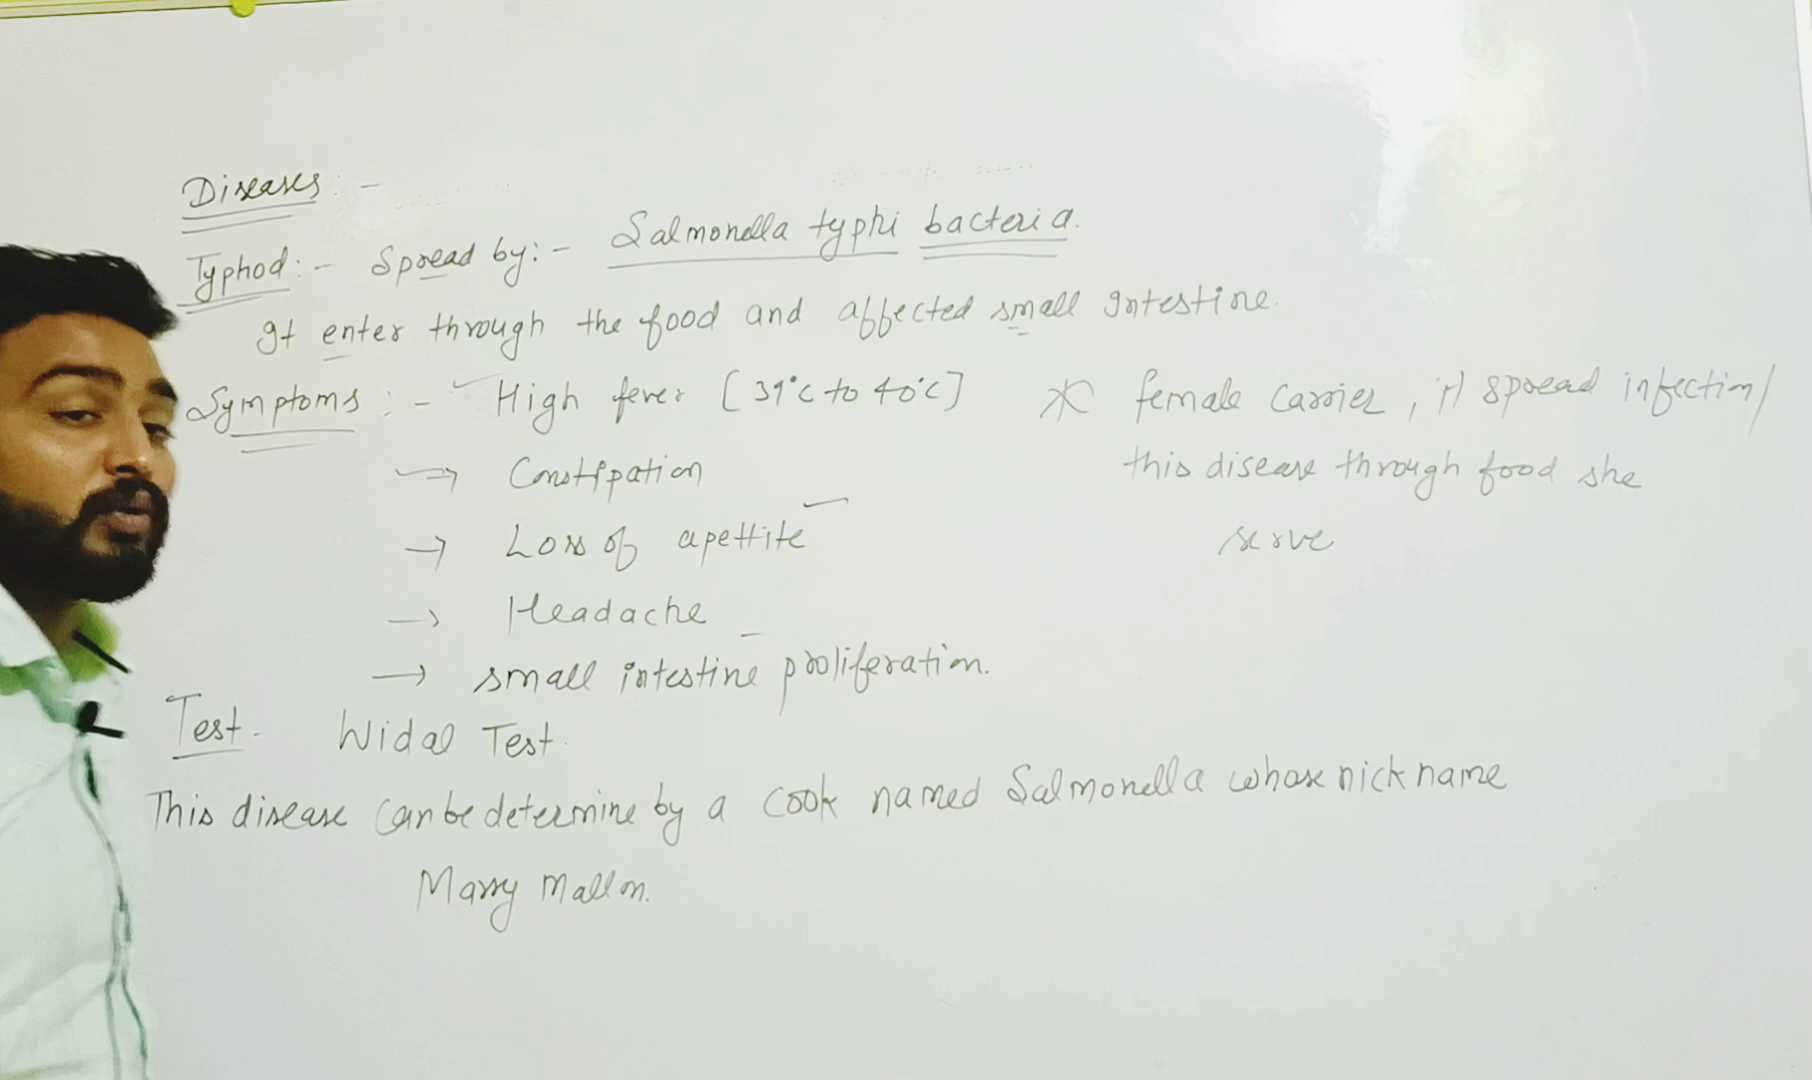 Diseases :-
Typhod :- Spread by :- Salmonella typhi bacteria.
It enter through the food and affected small Intestine.
Symptoms :- High fever [39°c to 40°c]
→ Constipation
→ Loss of apettite
→ Headache
→ small intestine proliferation.
* female carrier, it spread infection/
this disease through food she
serve
Test - Widal Test.
This disease can be determine by a cook named Salmonella whose nick name
Marry Mallon.